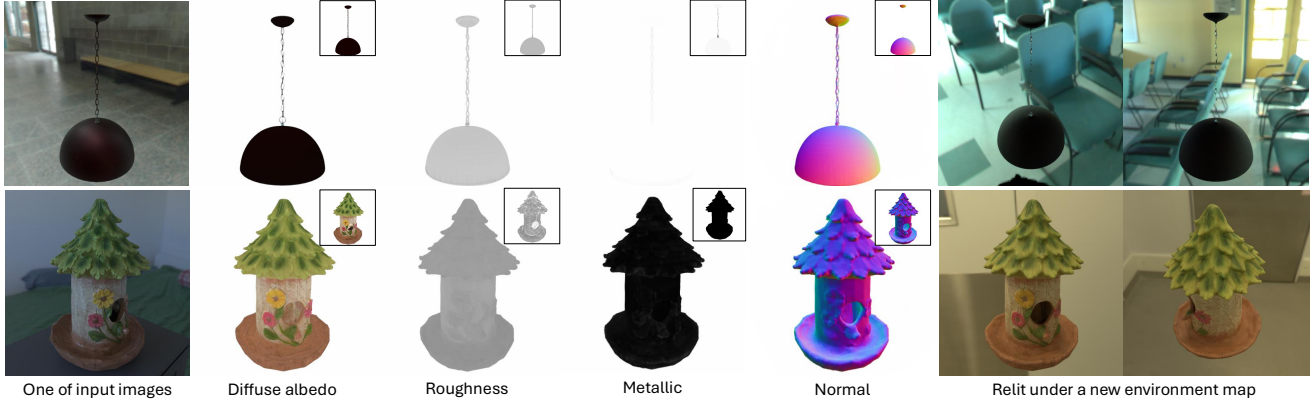 One of input images
Diffuse albedo
Roughness
Metallic
Normal
Relit under a new environment map